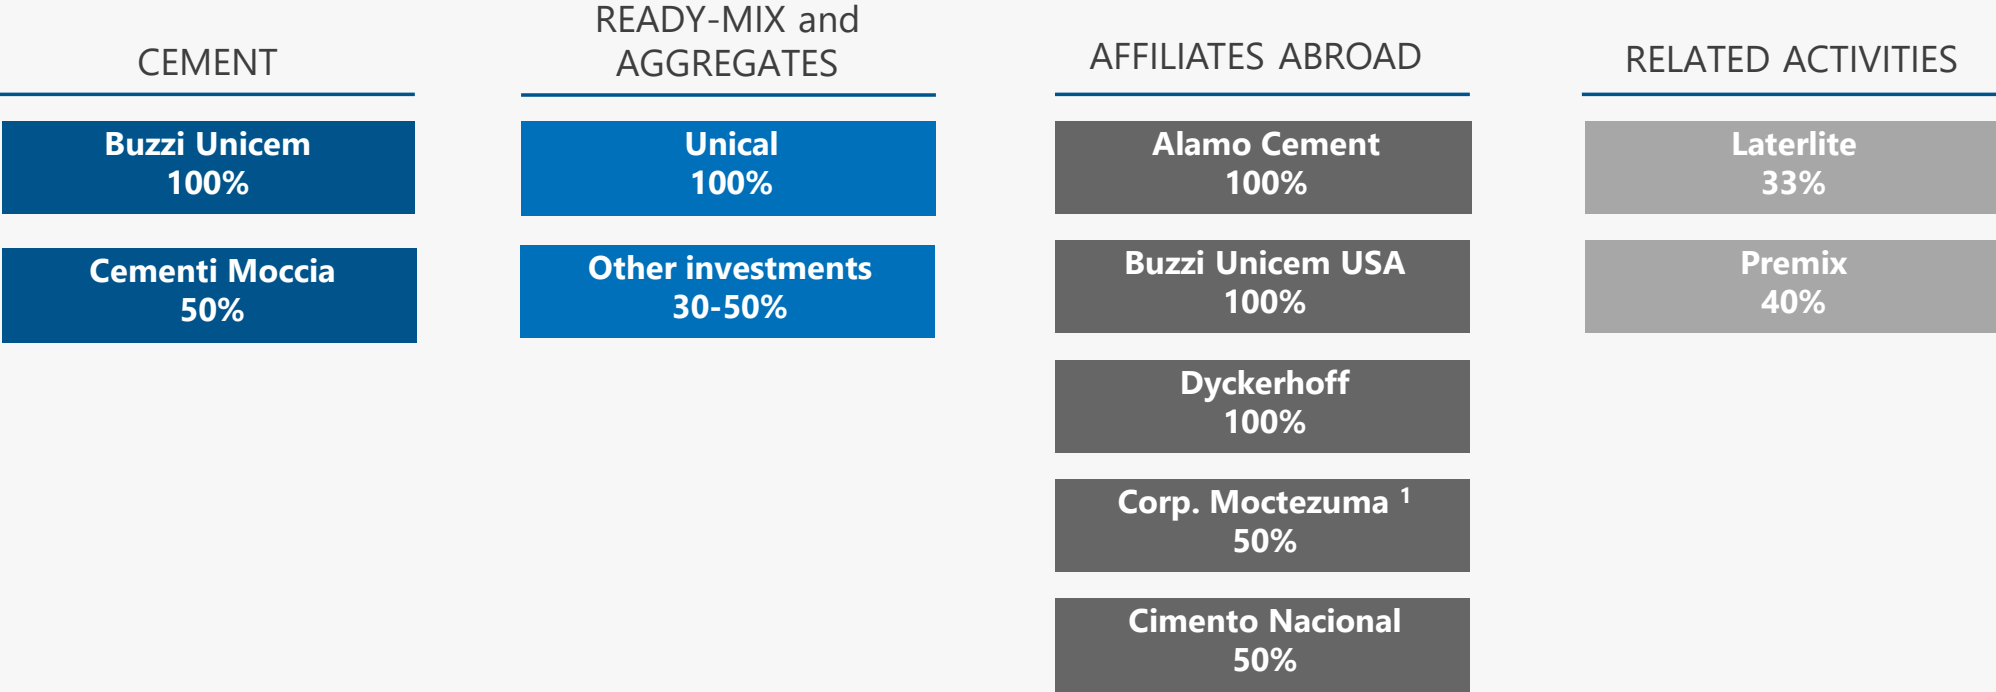 CEMENT
Buzzi Unicem
100%
Cementi Moccia
50%
READY-MIX and
AGGREGATES
Unical
100%
Other investments
30-50%
AFFILIATES ABROAD
Alamo Cement
100%
Buzzi Unicem USA
100%
Dyckerhoff
100%
Corp. Moctezuma ¹
50%
Cimento Nacional
50%
RELATED ACTIVITIES
Laterlite
33%
Premix
40%